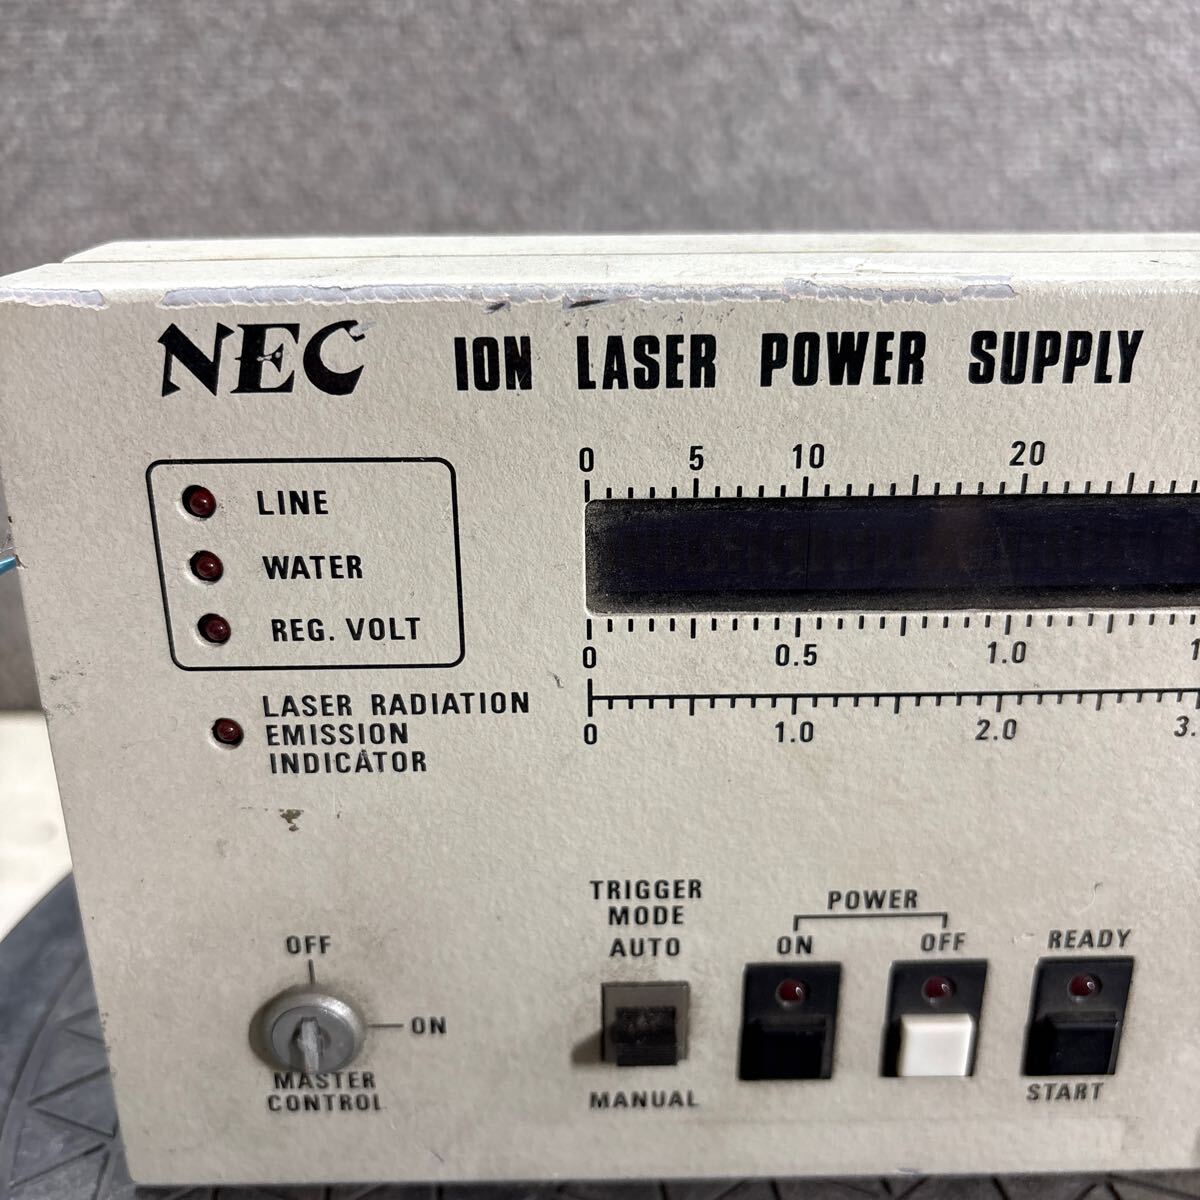 NEC ION LASER POWER SUPPLY
LINE
WATER
REG. VOLT
LASER RADIATION
EMISSION
INDICATOR
0 5 10 20
0 0.5 1.0 1
0 1.0 2.0 3.
OFF
ON
MASTER
CONTROL
TRIGGER
MODE
AUTO
MANUAL
POWER
ON OFF
READY
START